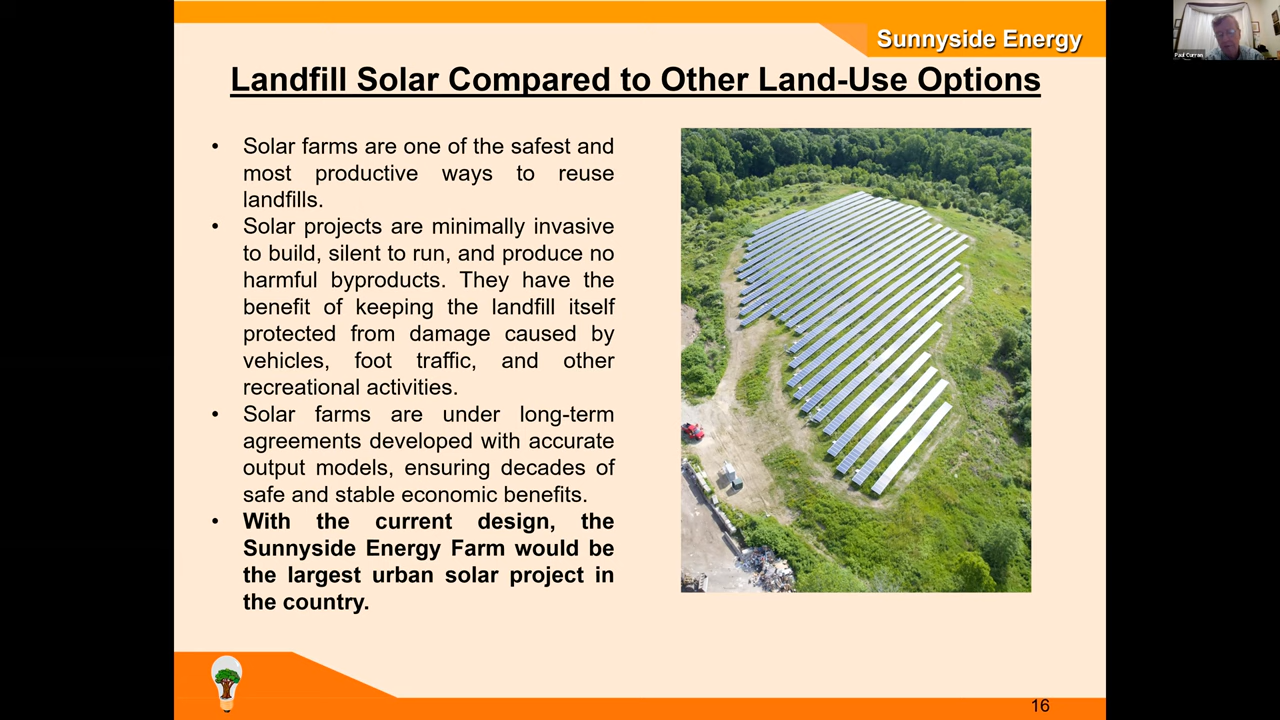 Sunnyside Energy
Paul Curran
Landfill Solar Compared to Other Land-Use Options
• Solar farms are one of the safest and
most productive ways to reuse
landfills.
• Solar projects are minimally invasive
to build, silent to run, and produce no
harmful byproducts. They have the
benefit of keeping the landfill itself
protected from damage caused by
vehicles, foot traffic, and other
recreational activities.
• Solar farms are under long-term
agreements developed with accurate
output models, ensuring decades of
safe and stable economic benefits.
• With the current design, the
Sunnyside Energy Farm would be
the largest urban solar project in
the country.
16